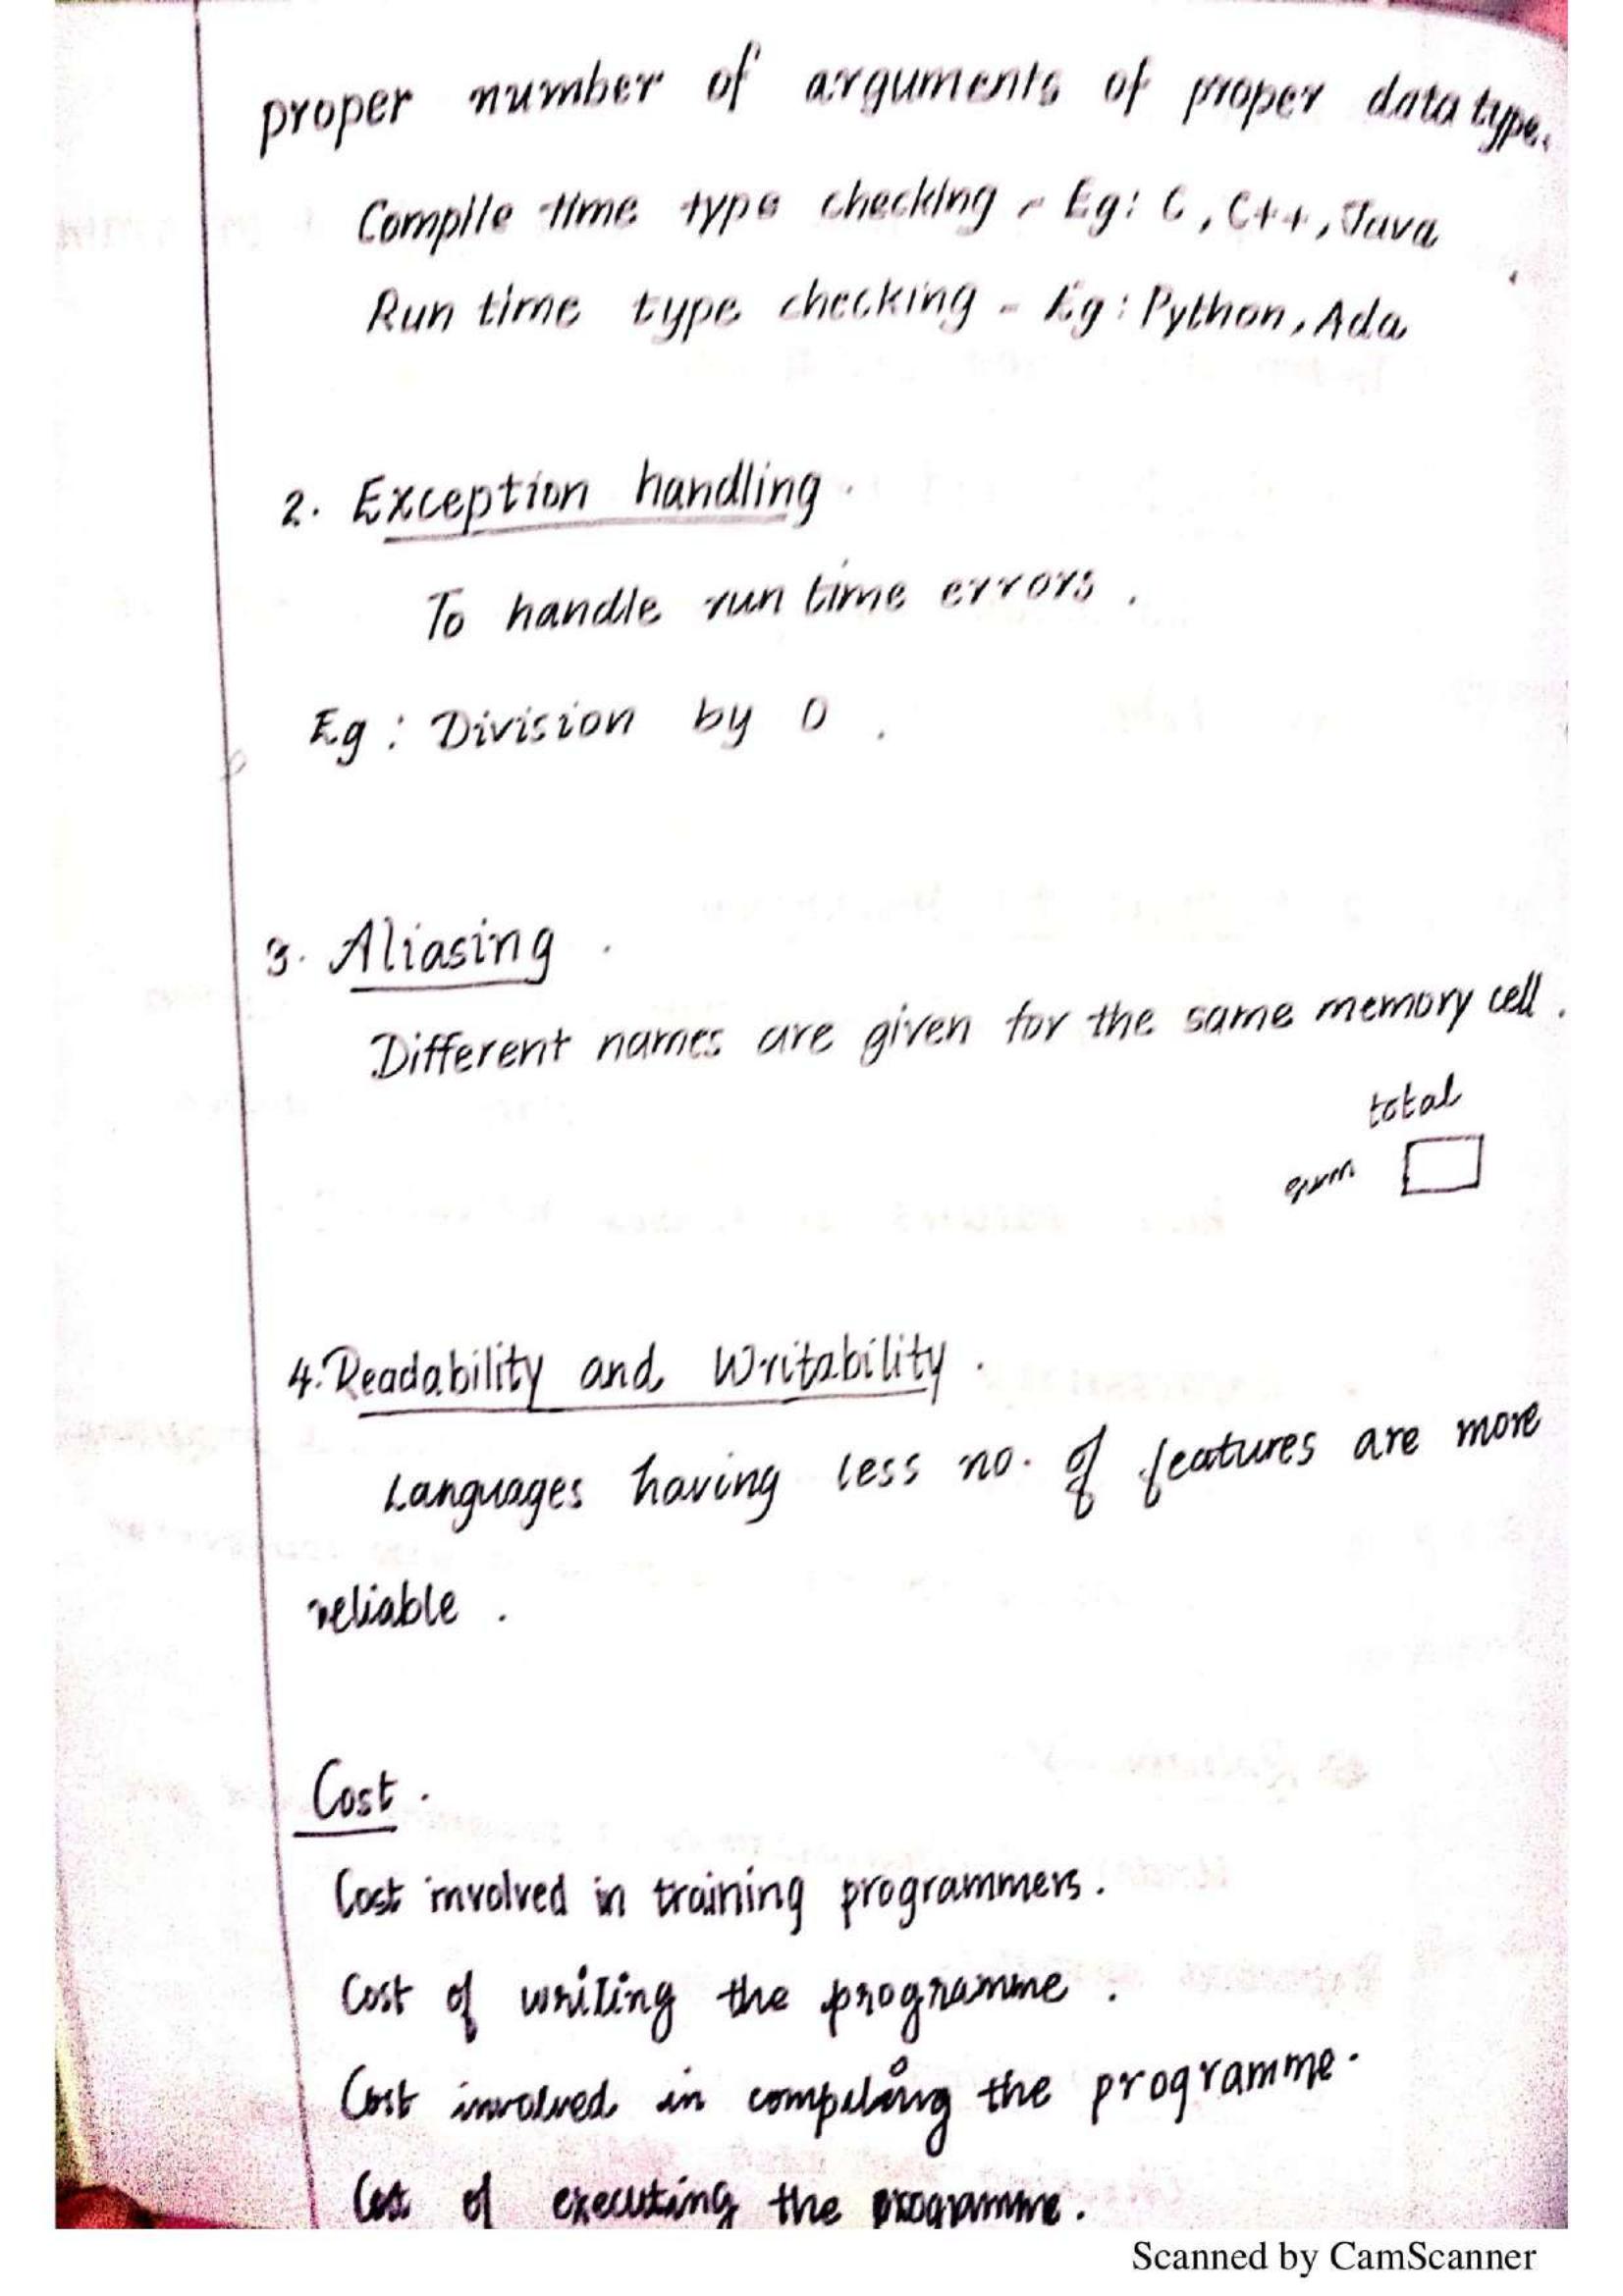 proper number of arguments of proper data type.
Compile time type checking - Eg: C, C++, Java
Run time type checking - Eg: Python, Ada
2. Exception handling.
To handle run time errors.
Eg: Division by 0.
3. Aliasing.
Different names are given for the same memory cell.
total
sum
4. Readability and Writability.
Languages having less no. of features are more
reliable.
Cost.
Cost involved in training programmers.
Cost of writing the programme.
Cost involved in compiling the programme.
Cost of executing the programme.
Scanned by CamScanner